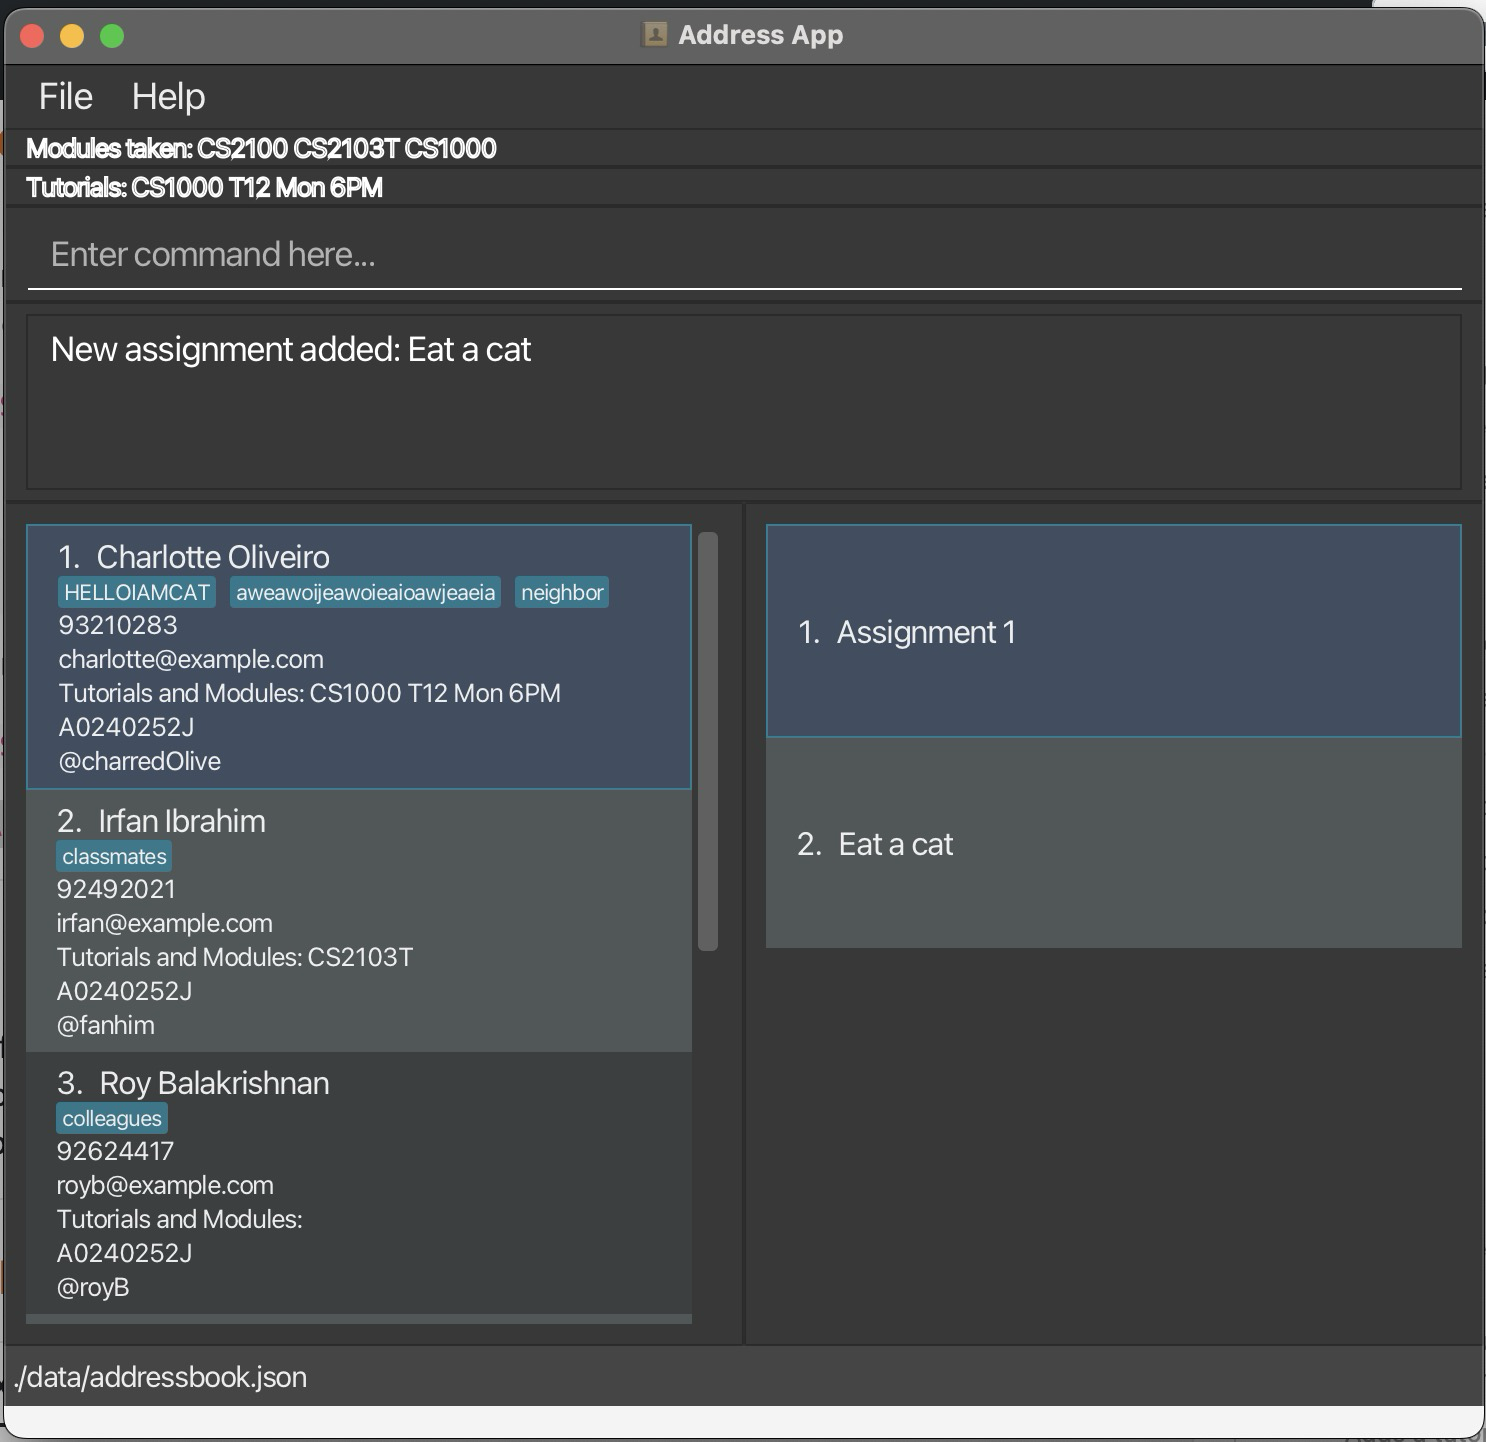 Address App
File Help
Modules taken: CS2100 CS2103T CS1000
Tutorials: CS1000 T12 Mon 6PM
Enter command here...
New assignment added: Eat a cat
1. Charlotte Oliveiro
HELLOIAMCAT aweawoijeawoieaioawjeaeia neighbor
93210283
charlotte@example.com
Tutorials and Modules: CS1000 T12 Mon 6PM
A0240252J
@charredOlive
2. Irfan Ibrahim
classmates
92492021
irfan@example.com
Tutorials and Modules: CS2103T
A0240252J
@fanhim
3. Roy Balakrishnan
colleagues
92624417
royb@example.com
Tutorials and Modules:
A0240252J
@royB
1. Assignment 1
2. Eat a cat
./data/addressbook.json